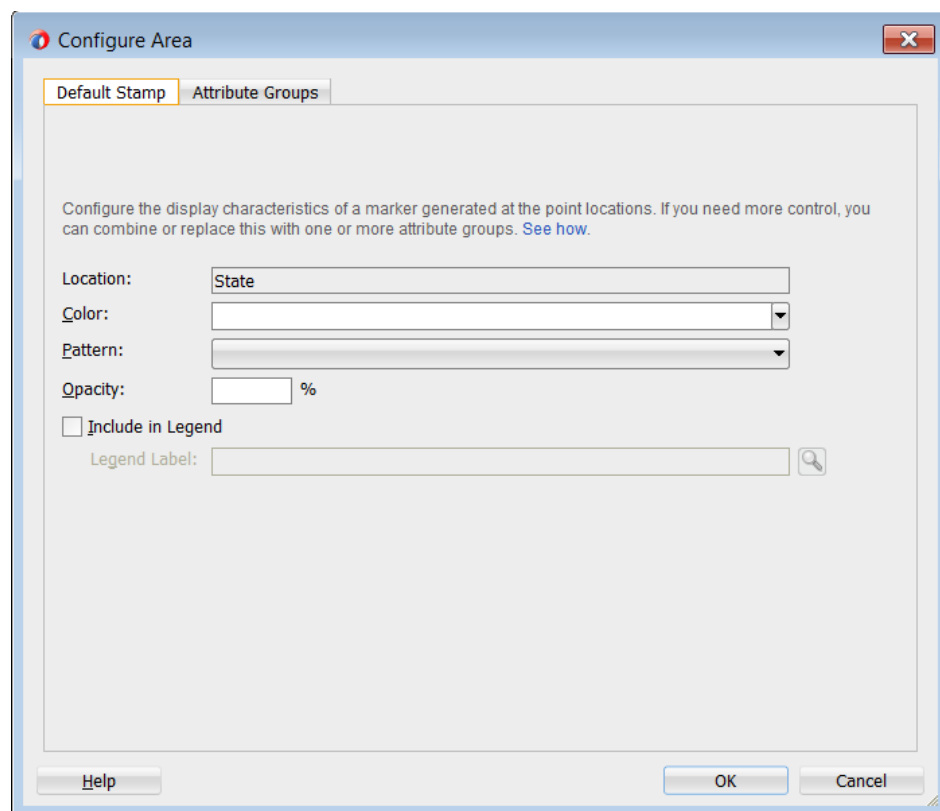 Configure Area
Default Stamp Attribute Groups
Configure the display characteristics of a marker generated at the point locations. If you need more control, you
can combine or replace this with one or more attribute groups. See how.
Location: State
Color:
Pattern:
Opacity: %
Include in Legend
Legend Label:
Help OK Cancel